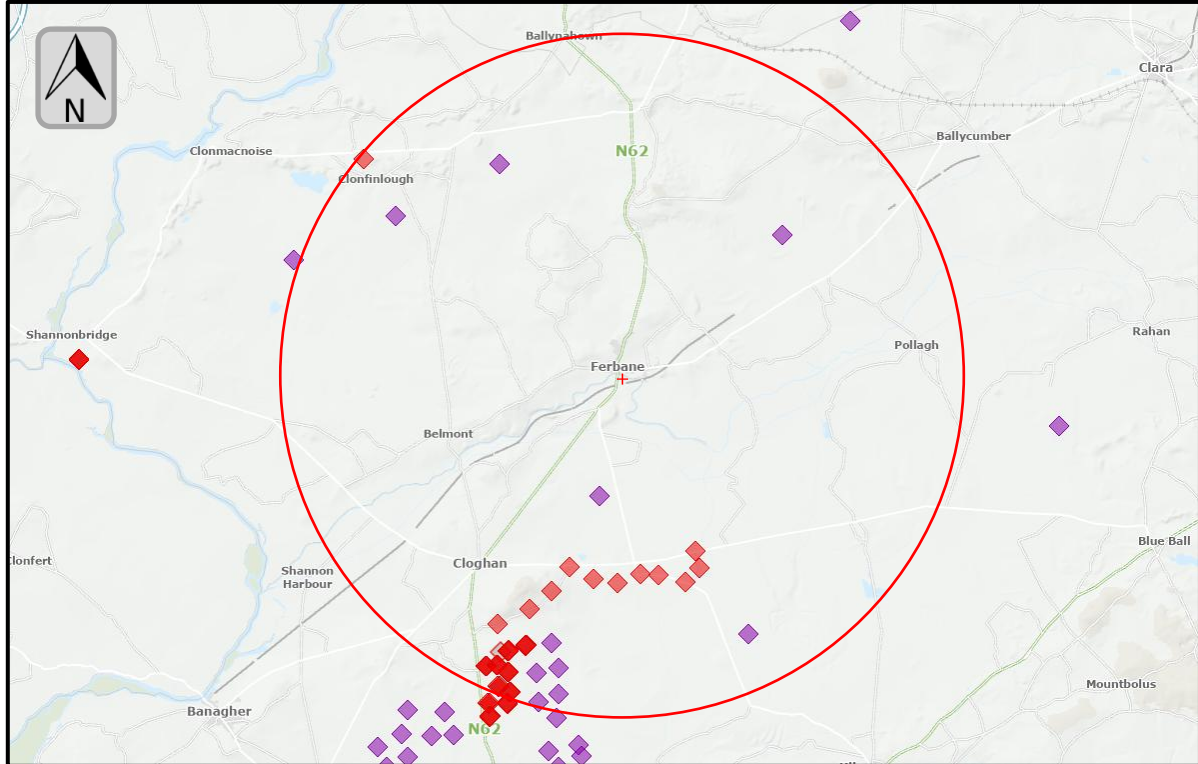 Ballynahown
Clara
N
Ballycumber
Clonmacnoise
N62
Clonfinlough
Shannonbridge
Rahan
Pollagh
Ferbane
Belmont
Blue Ball
Clonfert
Cloghan
Shannon
Harbour
Mountbolus
Banagher
N62